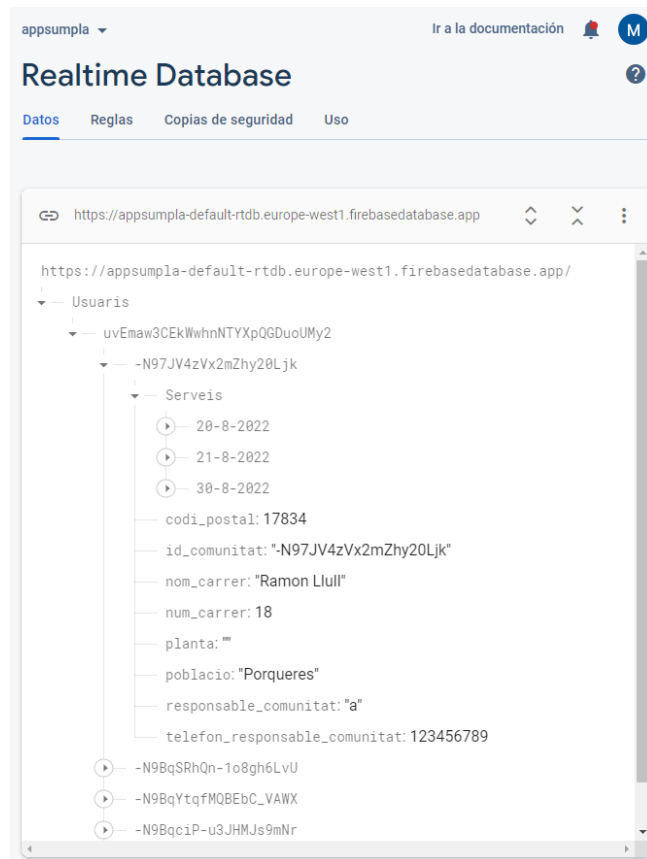 appsumpla
Ir a la documentación
M
Realtime Database
?
Datos Reglas Copias de seguridad Uso
https://appsumpla-default-rtdb.europe-west1.firebasedatabase.app
https://appsumpla-default-rtdb.europe-west1.firebasedatabase.app/
Usuaris
uvEmaw3CEkWwhnNTYXpQGDuoUMy2
-N97JV4zVx2mZhy20Ljk
Serveis
20-8-2022
21-8-2022
30-8-2022
codi_postal: 17834
id_comunitat: "-N97JV4zVx2mZhy20Ljk"
nom_carrer: "Ramon Llull"
num_carrer: 18
planta: ""
poblacio: "Porqueres"
responsable_comunitat: "a"
telefon_responsable_comunitat: 123456789
-N9BqSRhQn-1o8gh6LvU
-N9BqYtqfMQBEbC_VAWX
-N9BqciP-u3JHMJs9mNr